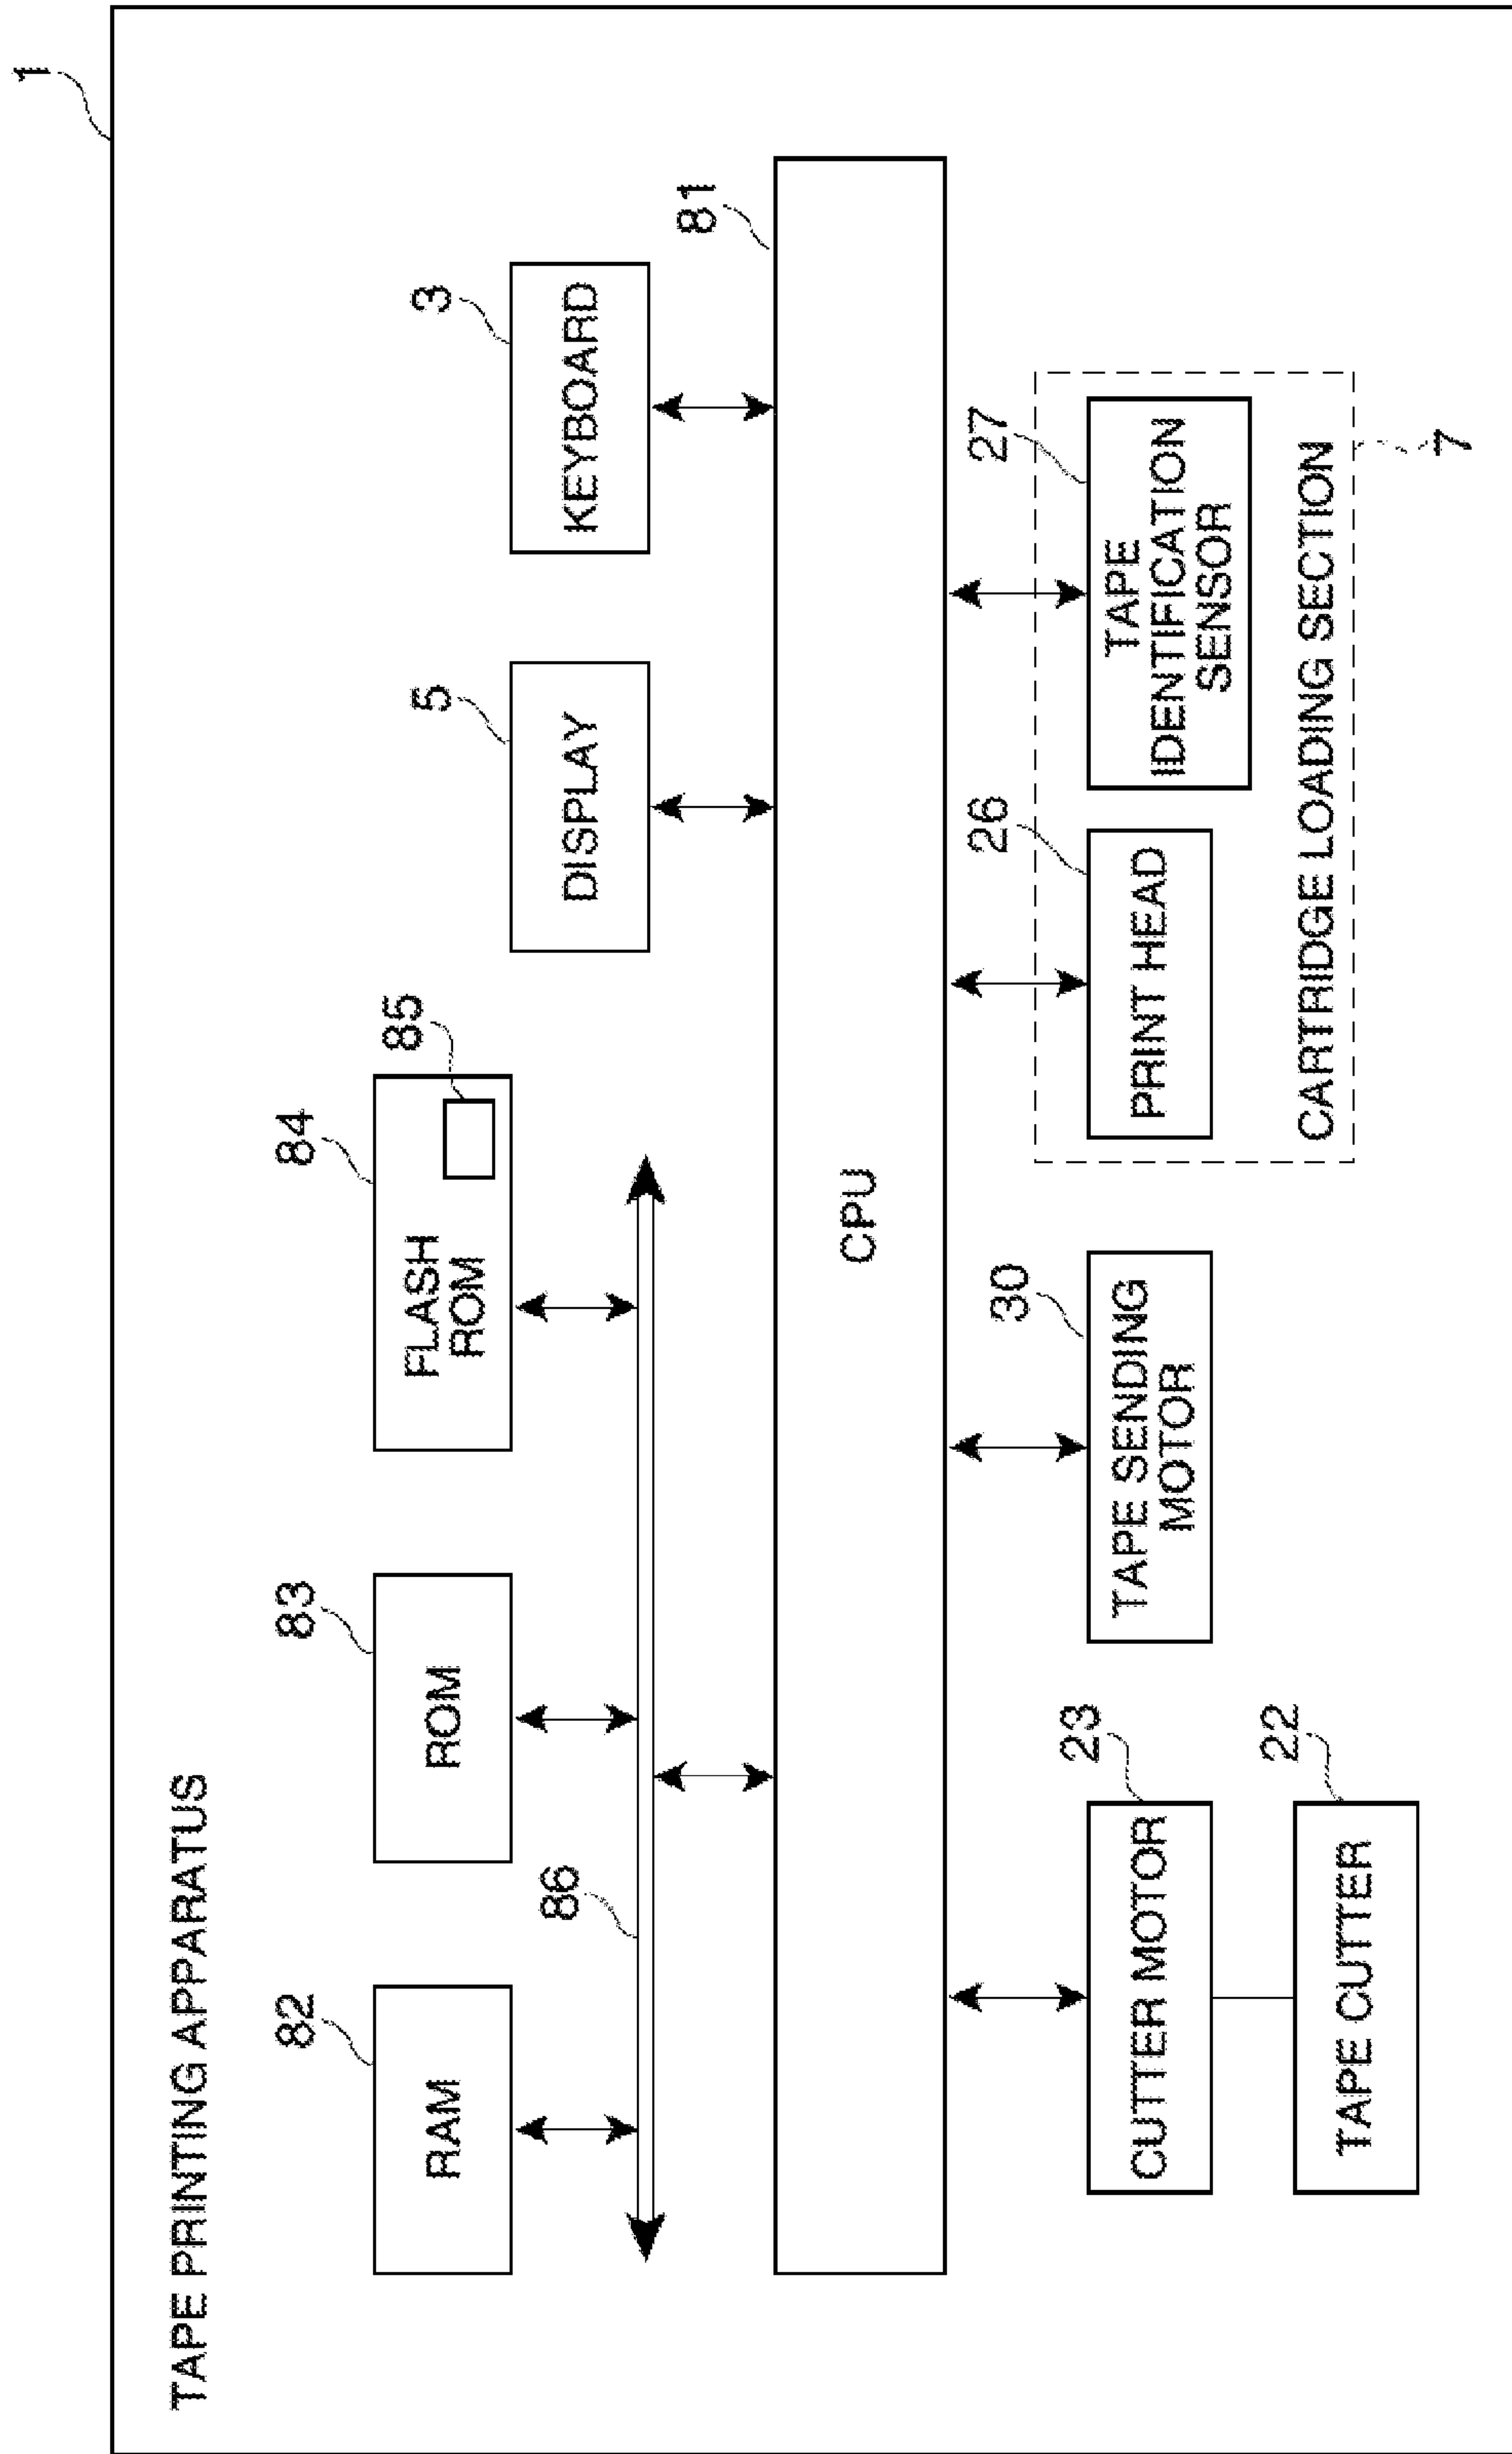 1
TAPE PRINTING APPARATUS
82
83
84
85
RAM
ROM
FLASH
ROM
5
3
DISPLAY
KEYBOARD
86
81
CPU
23
30
26
27
CUTTER MOTOR
TAPE SENDING
MOTOR
PRINT HEAD
TAPE
IDENTIFICATION
SENSOR
22
TAPE CUTTER
CARTRIDGE LOADING SECTION
7